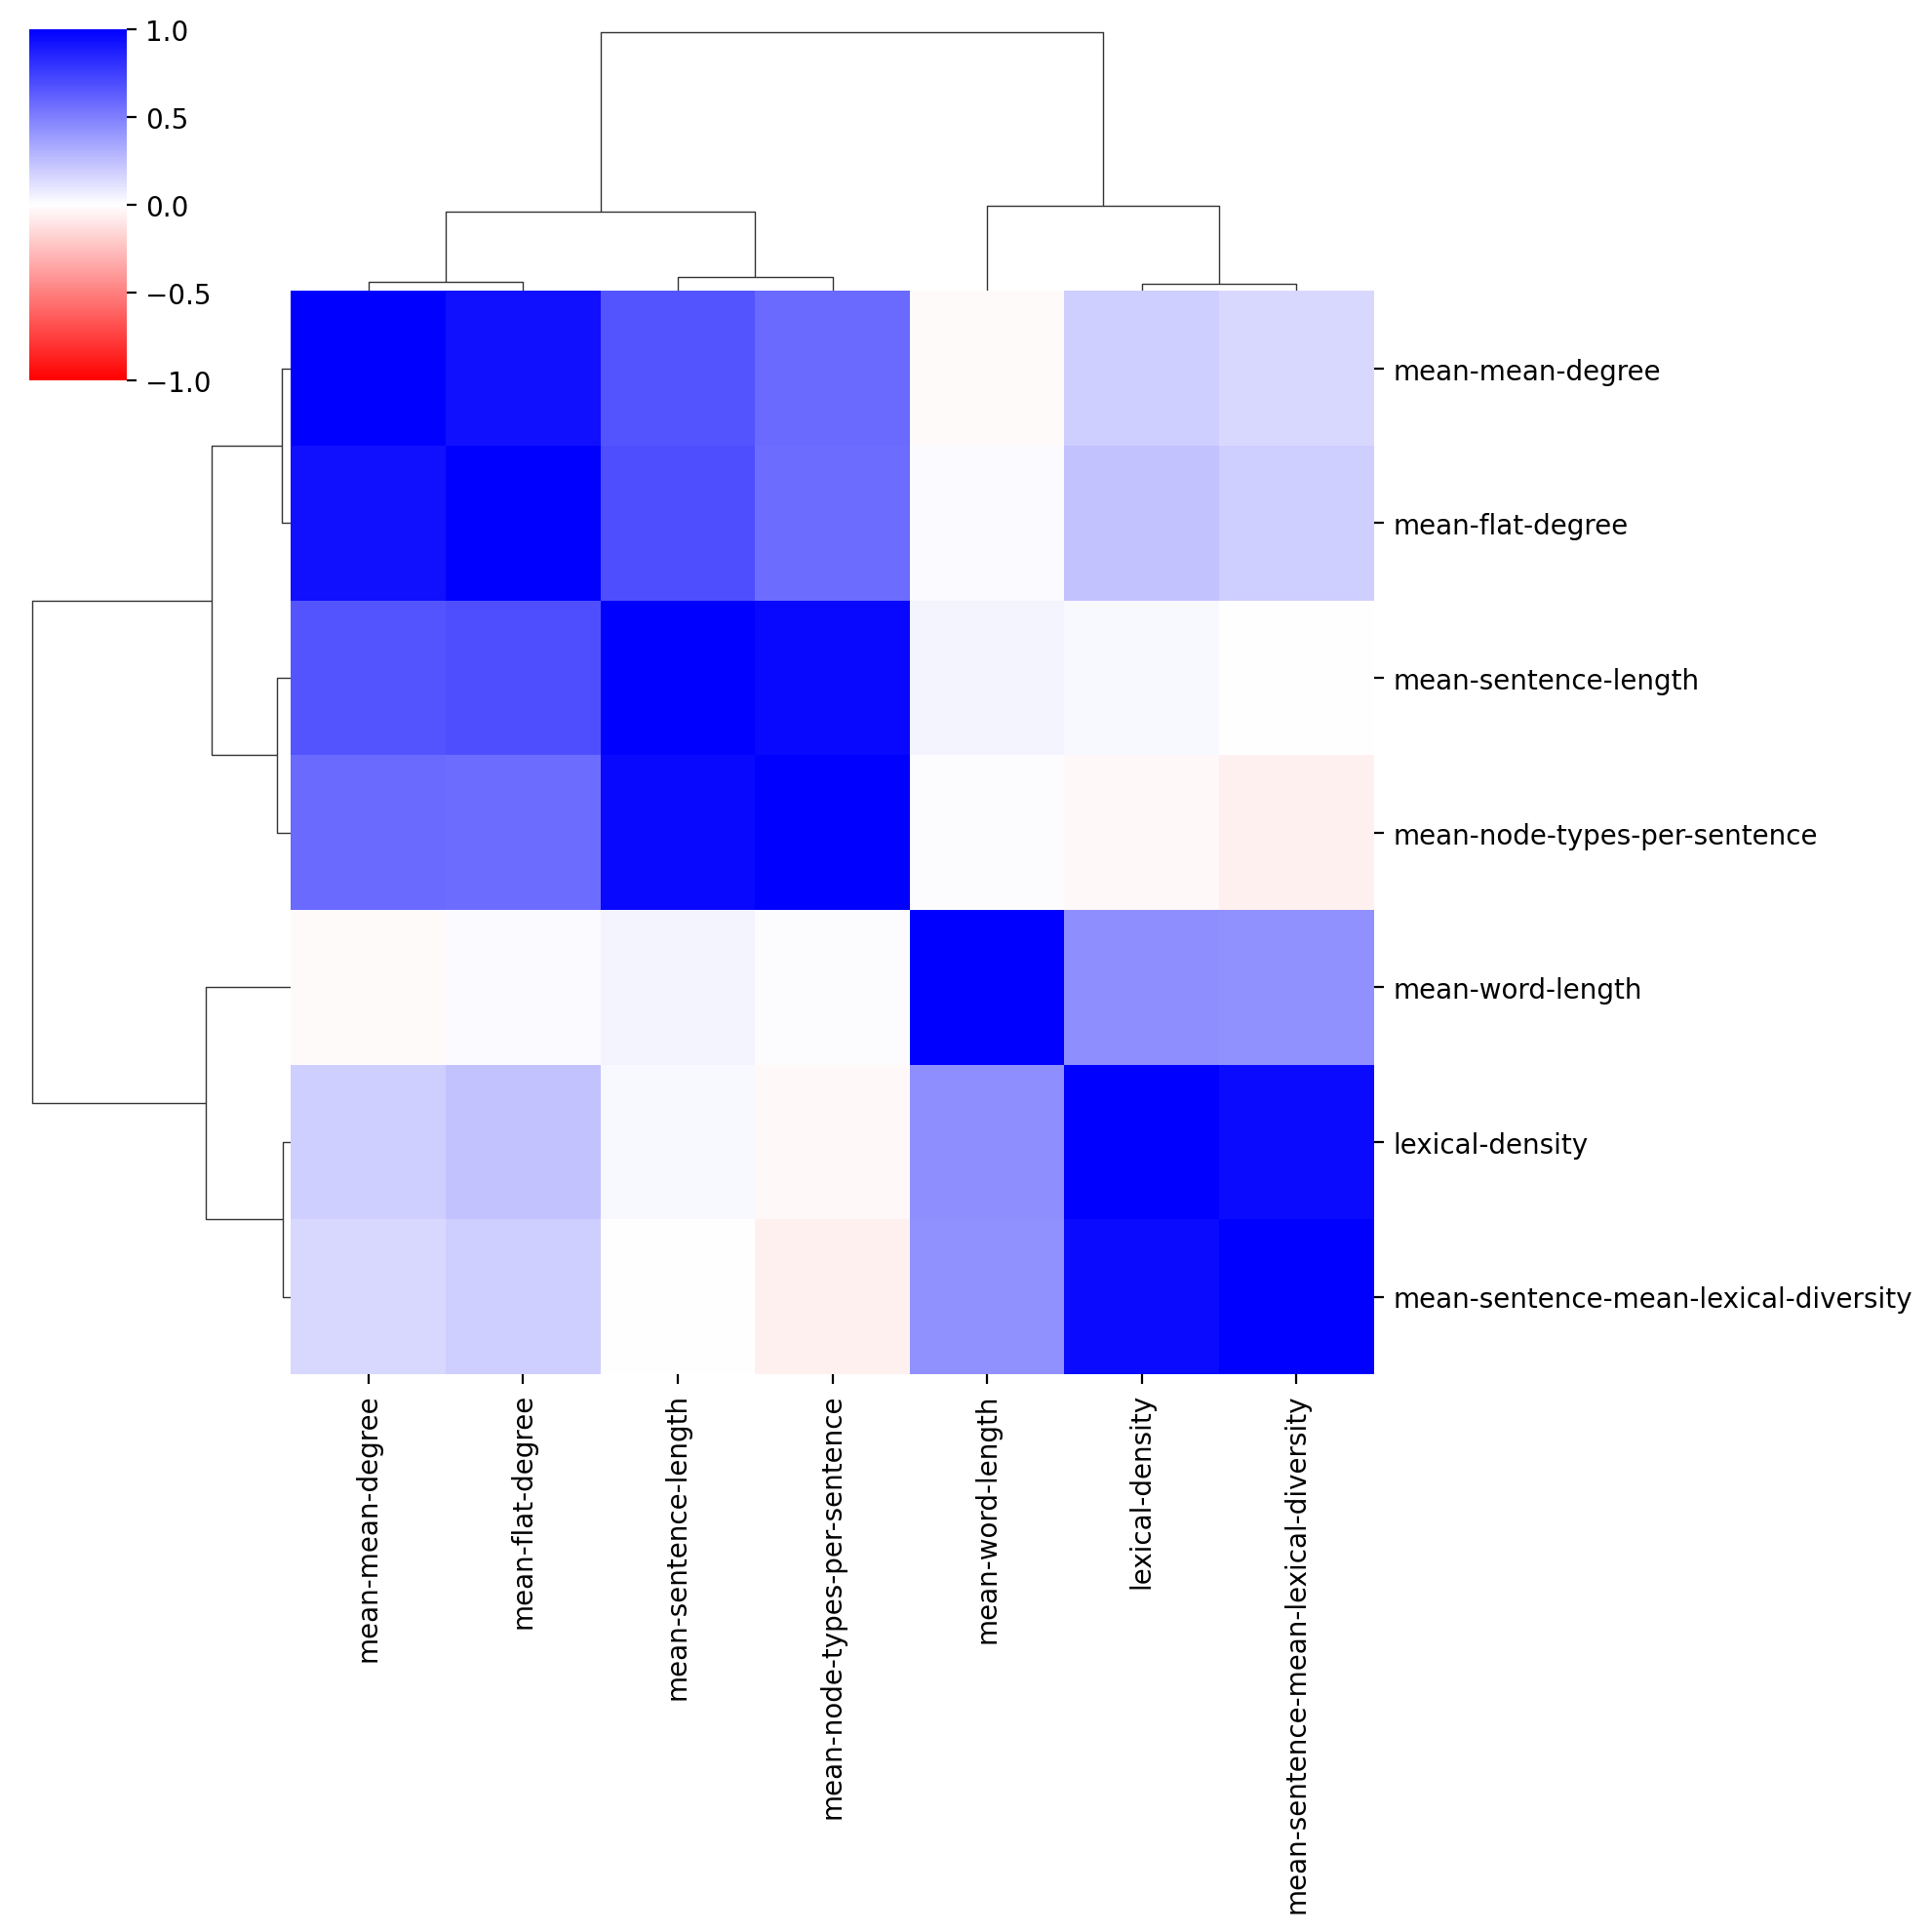 1.0
0.5
0.0
−0.5
−1.0
mean-mean-degree
mean-flat-degree
mean-sentence-length
mean-node-types-per-sentence
mean-word-length
lexical-density
mean-sentence-mean-lexical-diversity
mean-mean-degree
mean-flat-degree
mean-sentence-length
mean-node-types-per-sentence
mean-word-length
lexical-density
mean-sentence-mean-lexical-diversity